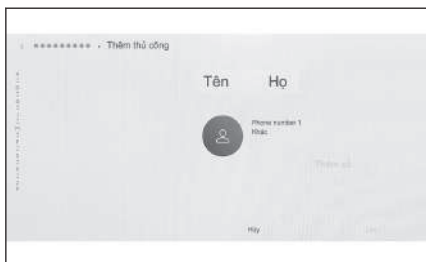 Thêm thủ công
Tên Họ
Phone number 1
Khác
Thêm số
Hủy